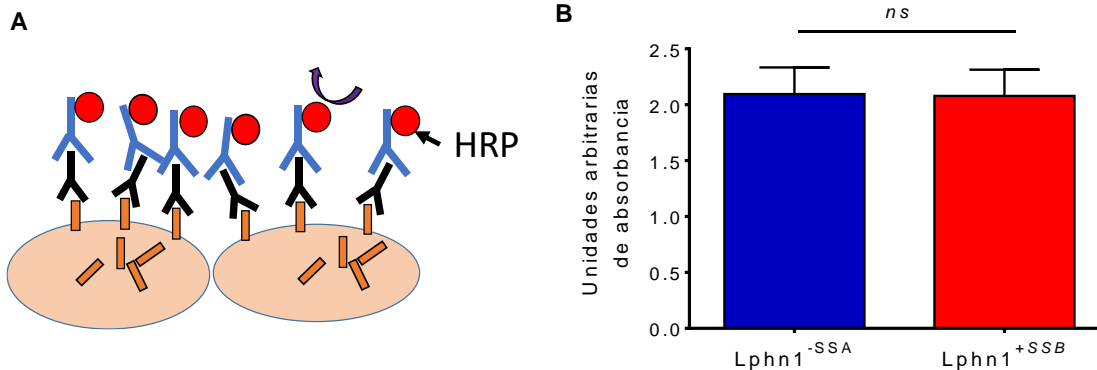 A
HRP
B
ns
Unidades arbitrarias
de absorbancia
2.5
2.0
1.5
1.0
0.5
0.0
Lphn1-SSA
Lphn1+SSB